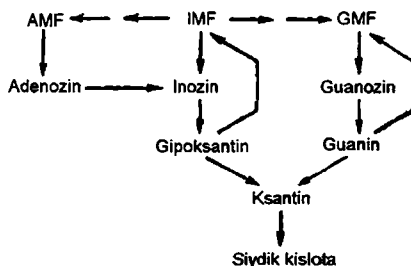 AMF IMF GMF
Adenozin Inozin Guanozin
Gipoksantin Guanin
Ksantin
Sivdik kislota